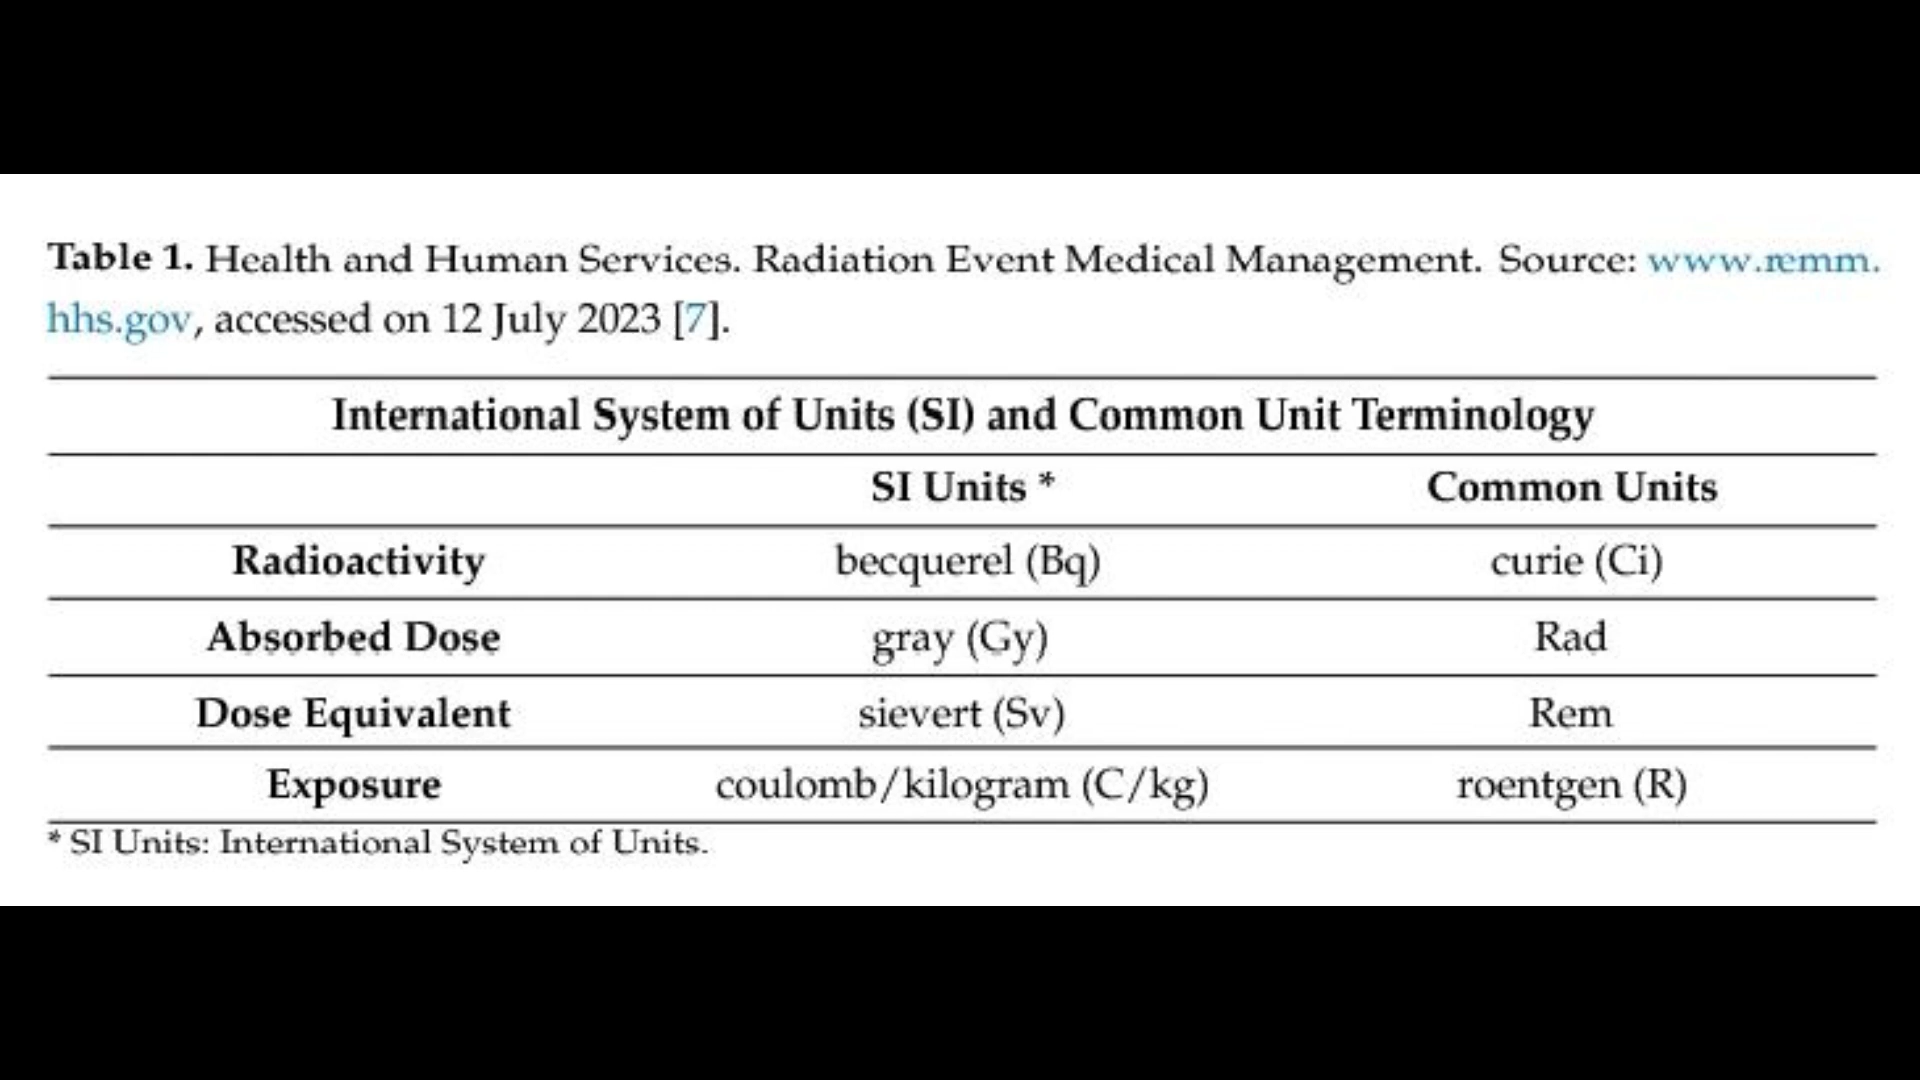 Table 1. Health and Human Services. Radiation Event Medical Management. Source: www.remm.
hhs.gov, accessed on 12 July 2023 [7].
International System of Units (SI) and Common Unit Terminology
SI Units * Common Units
Radioactivity becquerel (Bq) curie (Ci)
Absorbed Dose gray (Gy) Rad
Dose Equivalent sievert (Sv) Rem
Exposure coulomb/kilogram (C/kg) roentgen (R)
* SI Units: International System of Units.